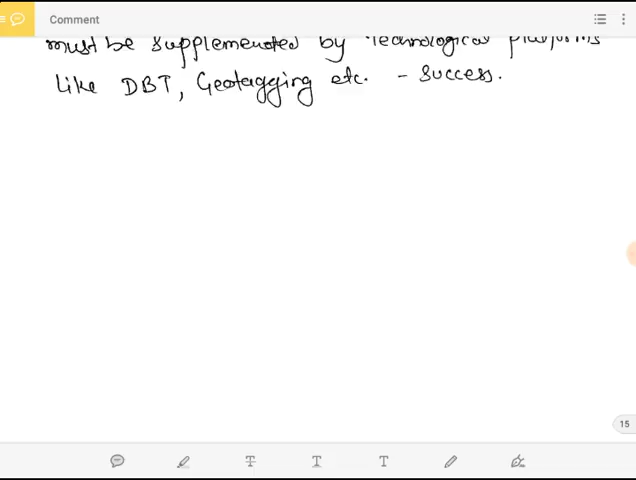 Comment
must be supplemented by Technological platforms
like DBT, Geotagging etc. - Success.
15